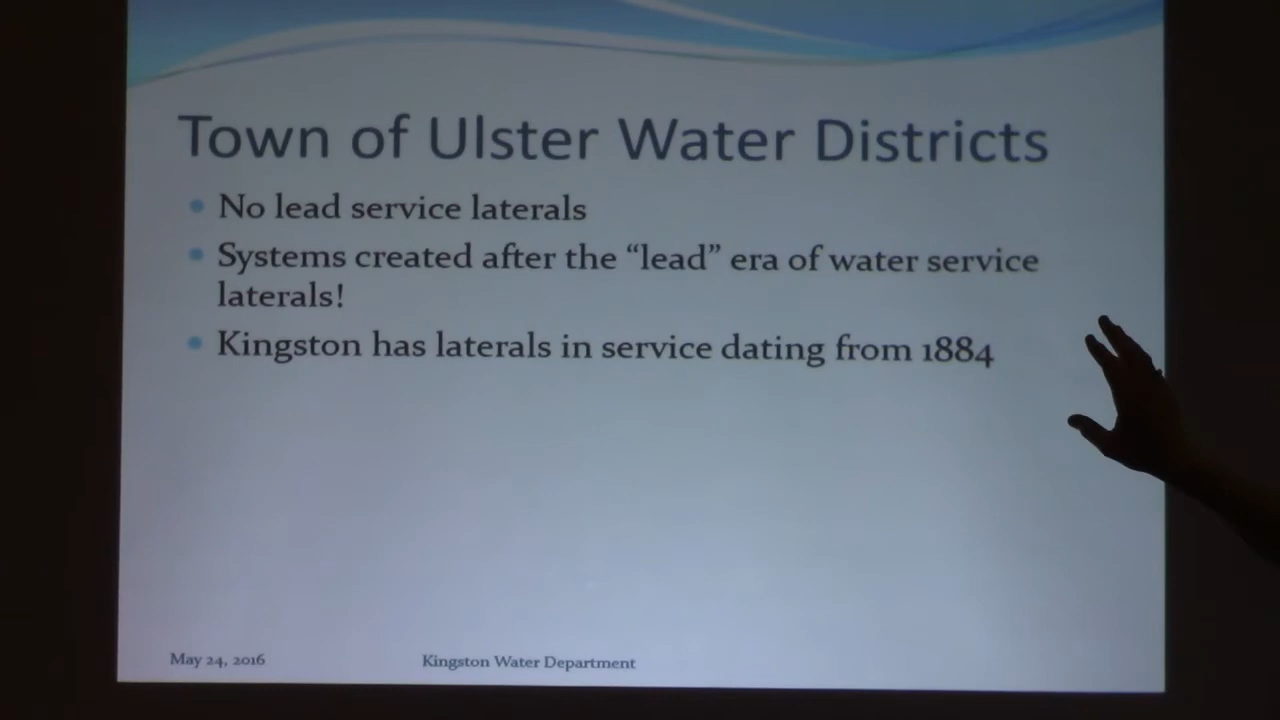 Town of Ulster Water Districts
No lead service laterals
Systems created after the “lead” era of water service
laterals!
Kingston has laterals in service dating from 1884
May 24, 2016
Kingston Water Department